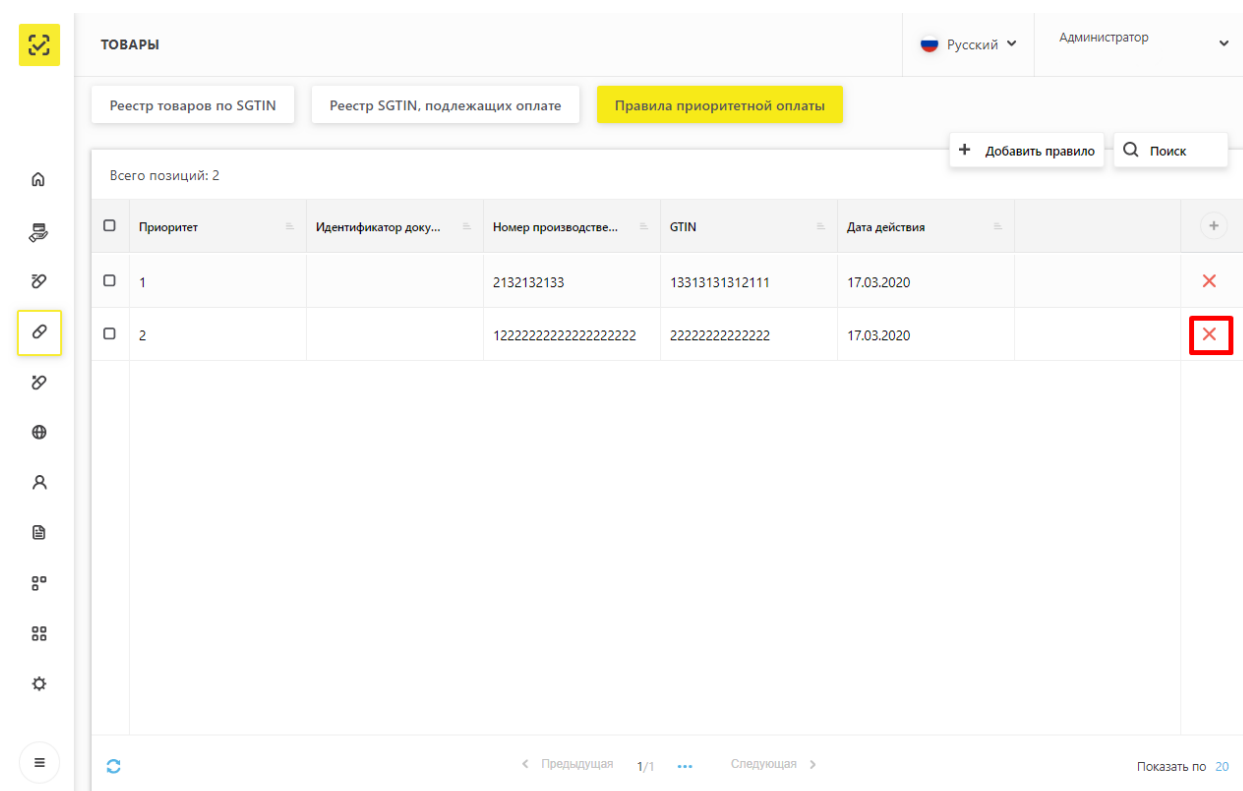 ТОВАРЫ
Русский
Администратор
Реестр товаров по SGTIN
Реестр SGTIN, подлежащих оплате
Правила приоритетной оплаты
+ Добавить правило
Поиск
Всего позиций: 2
Приоритет Идентификатор доку... Номер производстве... GTIN Дата действия
1 2132132133 13313131312111 17.03.2020
2 12222222222222222222 22222222222222 17.03.2020
< Предыдущая 1/1 ... Следующая >
Показать по 20